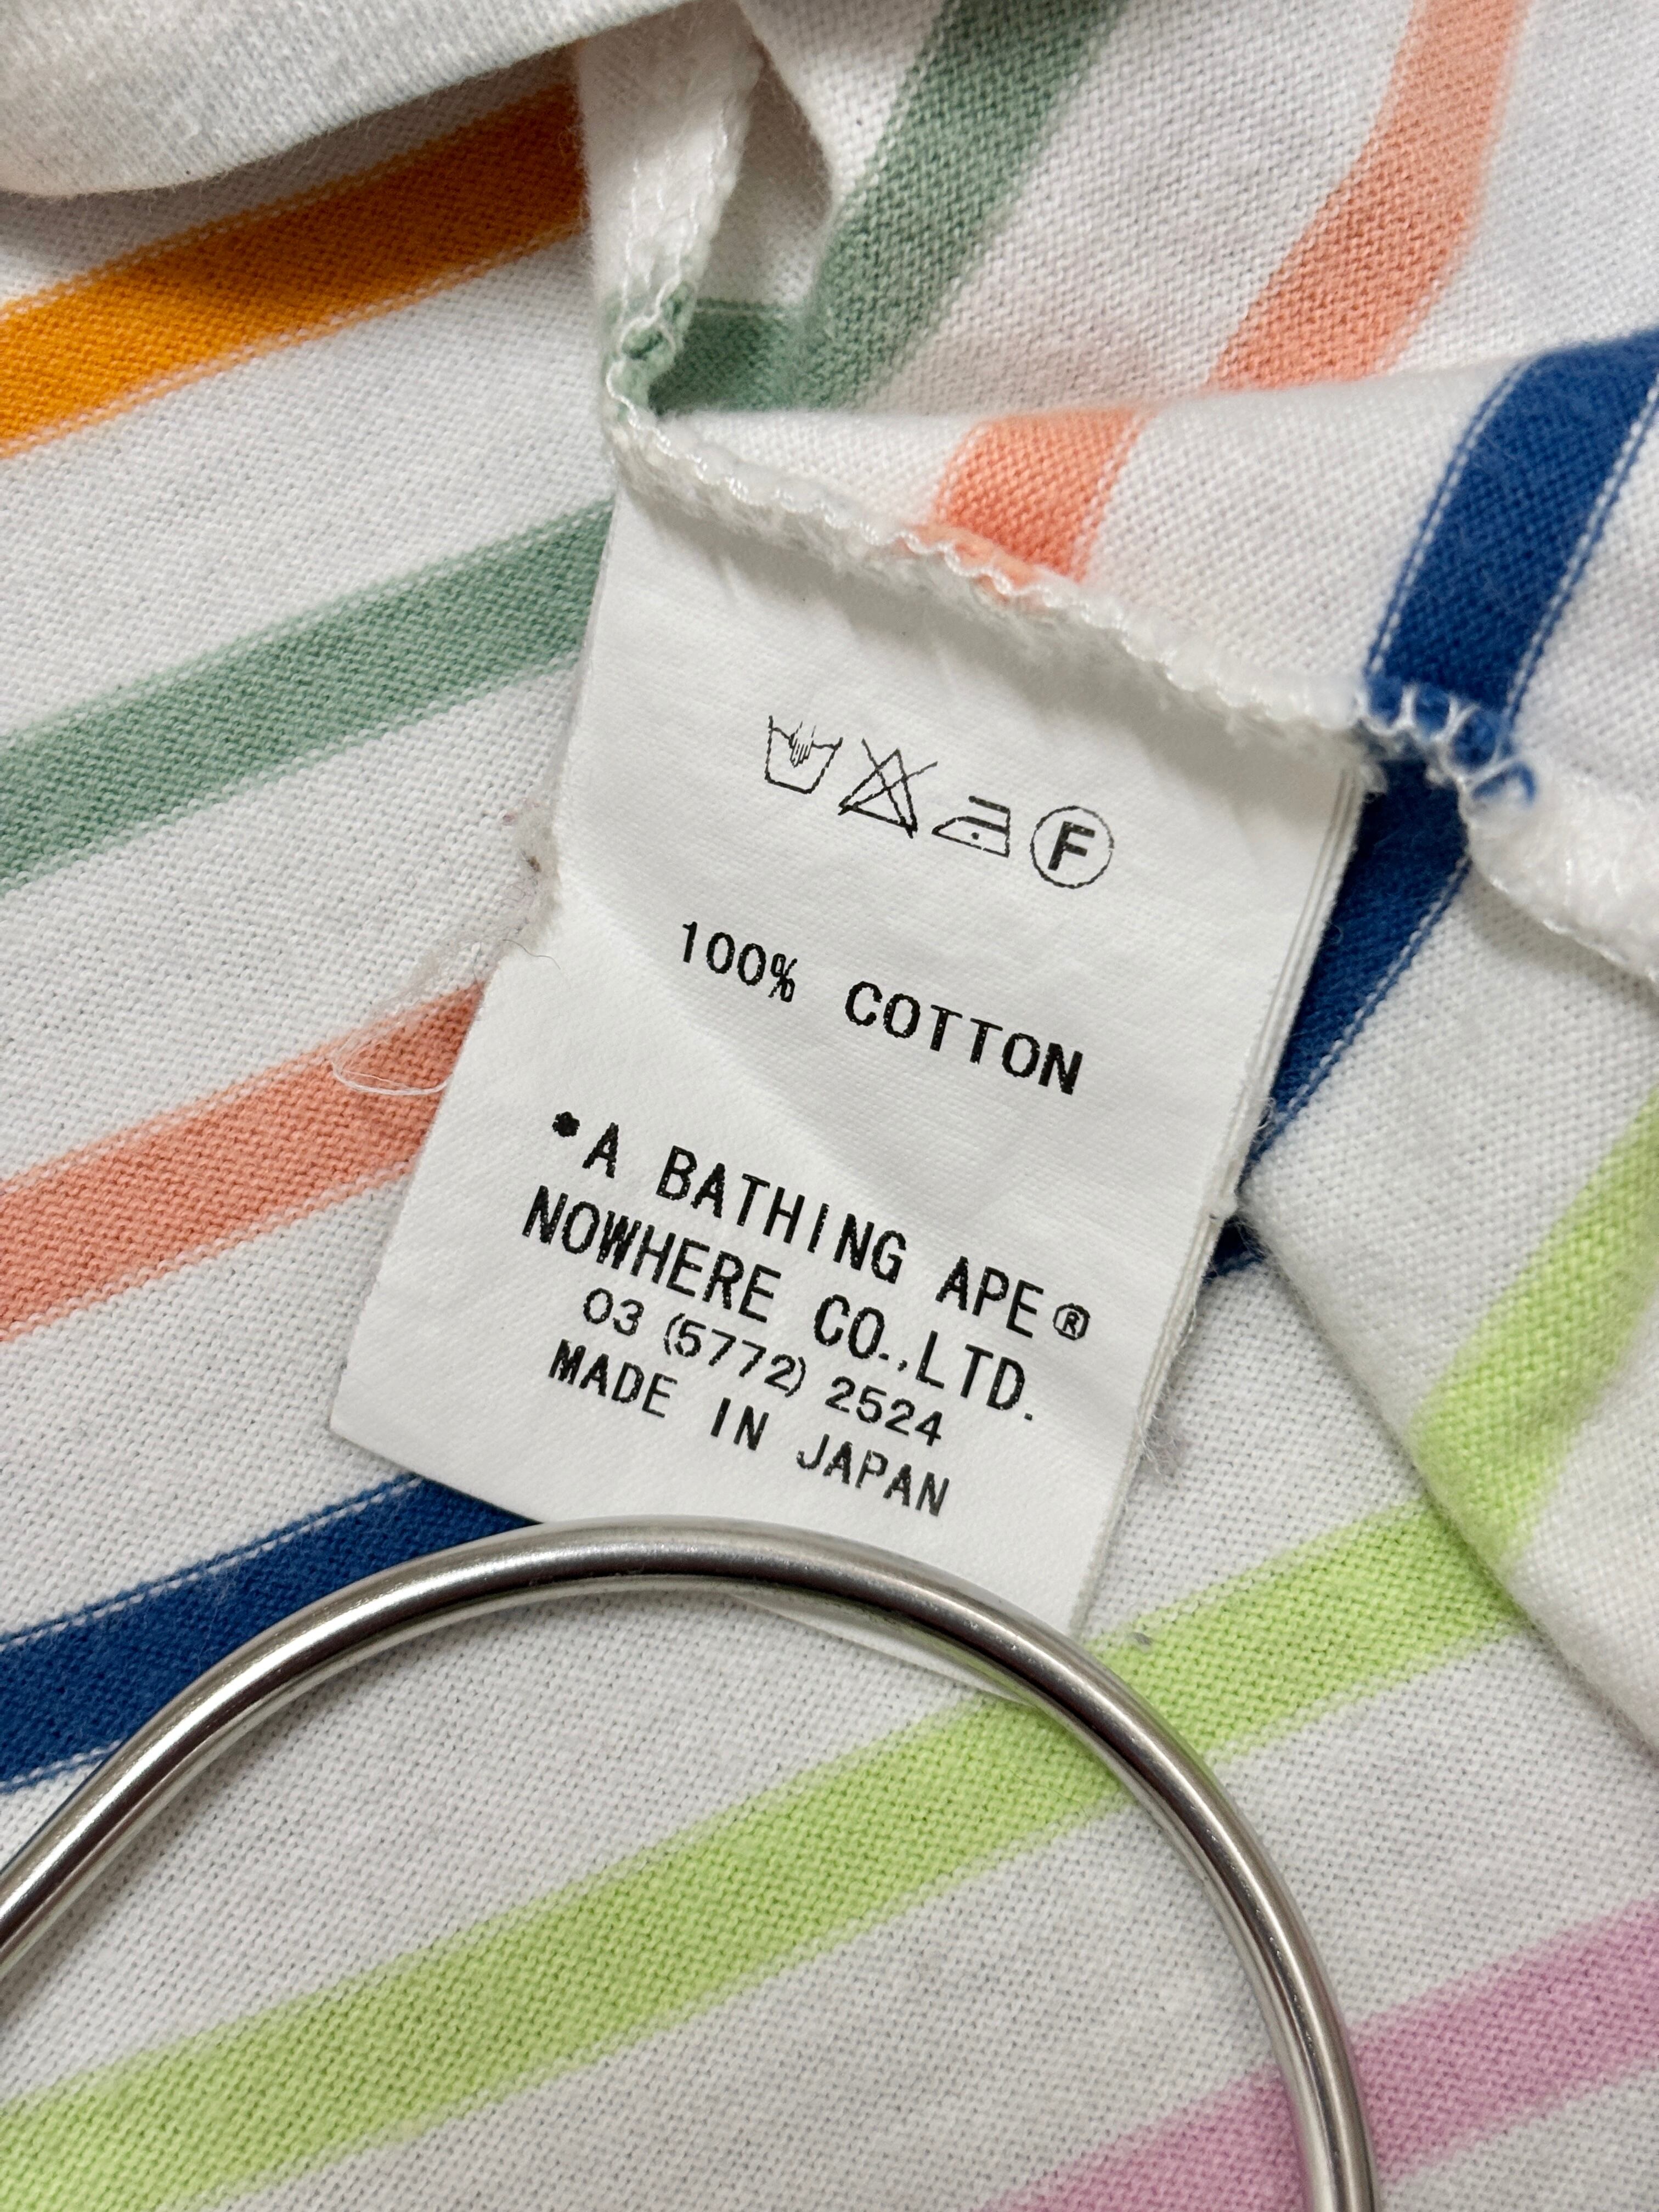 F
100% COTTON
•A BATHING APE®
NOWHERE CO.,LTD.
03 (5772) 2524
MADE IN JAPAN